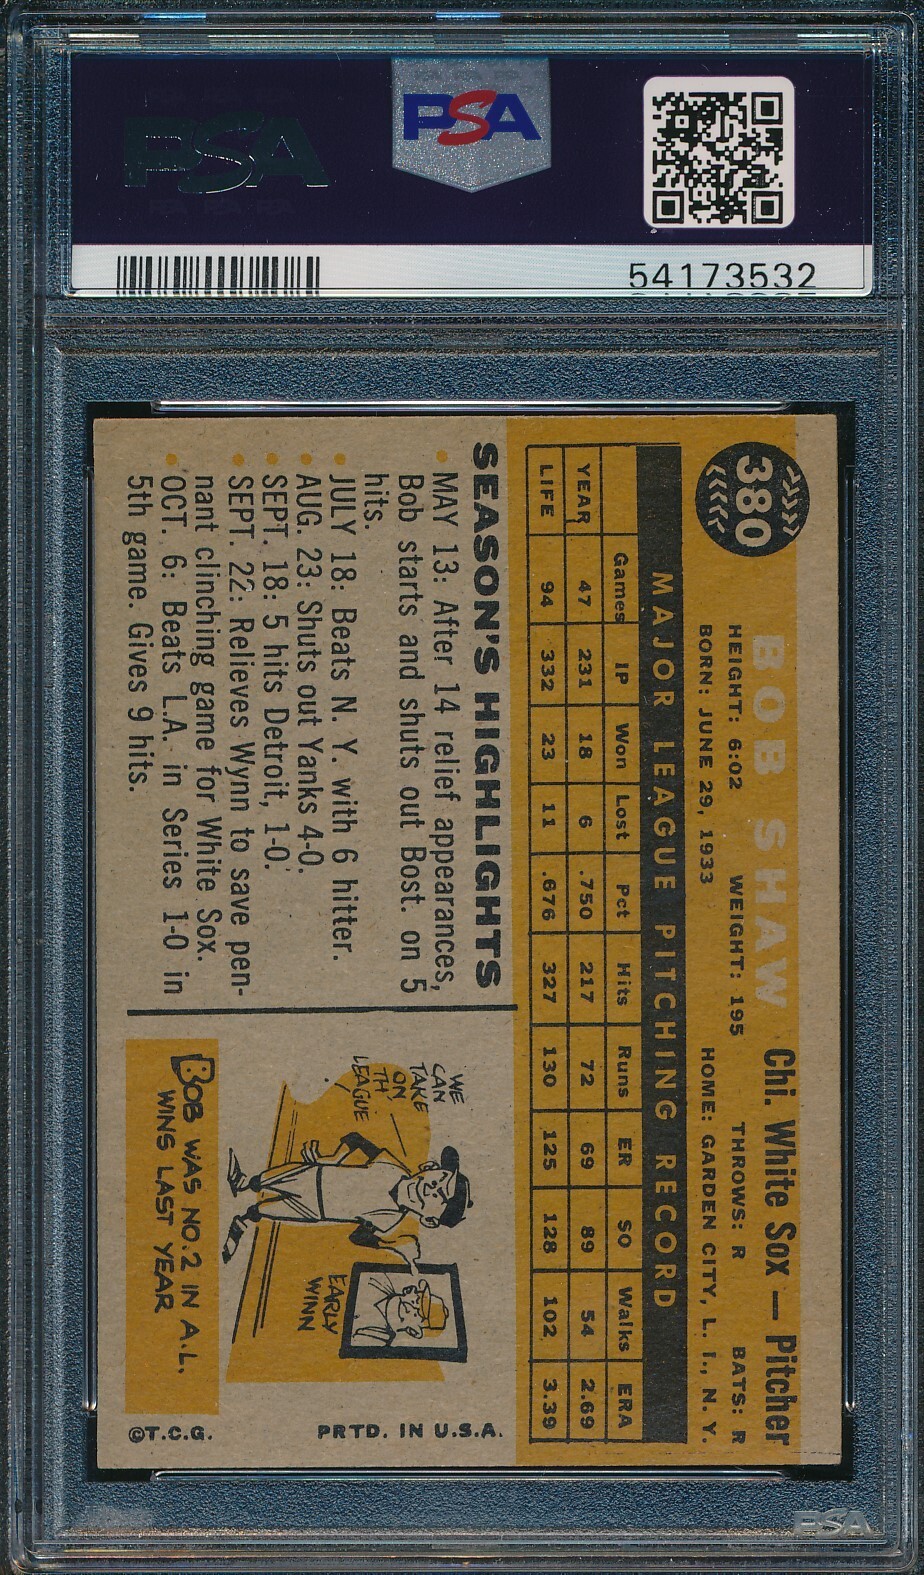 PSA
PSA
54173532
380
BOB SHAW Chi. White Sox — Pitcher
HEIGHT: 6:02 WEIGHT: 195 THROWS: R BATS: R
BORN: JUNE 29, 1933 HOME: GARDEN CITY, L. I., N. Y.
MAJOR LEAGUE PITCHING RECORD
Games IP Won Lost Pct Hits Runs ER SO Walks ERA
YEAR 47 231 18 6 .750 217 72 69 89 54 2.69
LIFE 94 332 23 11 .676 327 130 125 128 102 3.39
SEASON'S HIGHLIGHTS
• MAY 13: After 14 relief appearances,
Bob starts and shuts out Bost. on 5
hits.
• JULY 18: Beats N. Y. with 6 hitter.
• AUG. 23: Shuts out Yanks 4-0.
• SEPT. 18: 5 hits Detroit, 1-0.
• SEPT. 22: Relieves Wynn to save pen-
nant clinching game for White Sox.
• OCT. 6: Beats L.A. in Series 1-0 in
5th game. Gives 9 hits.
WE
CAN
TAKE
ON
TH'
LEAGUE
EARLY
WINN
BOB WAS NO.2 IN A.L.
WINS LAST YEAR
©T.C.G.
PRTD. IN U.S.A.
PSA